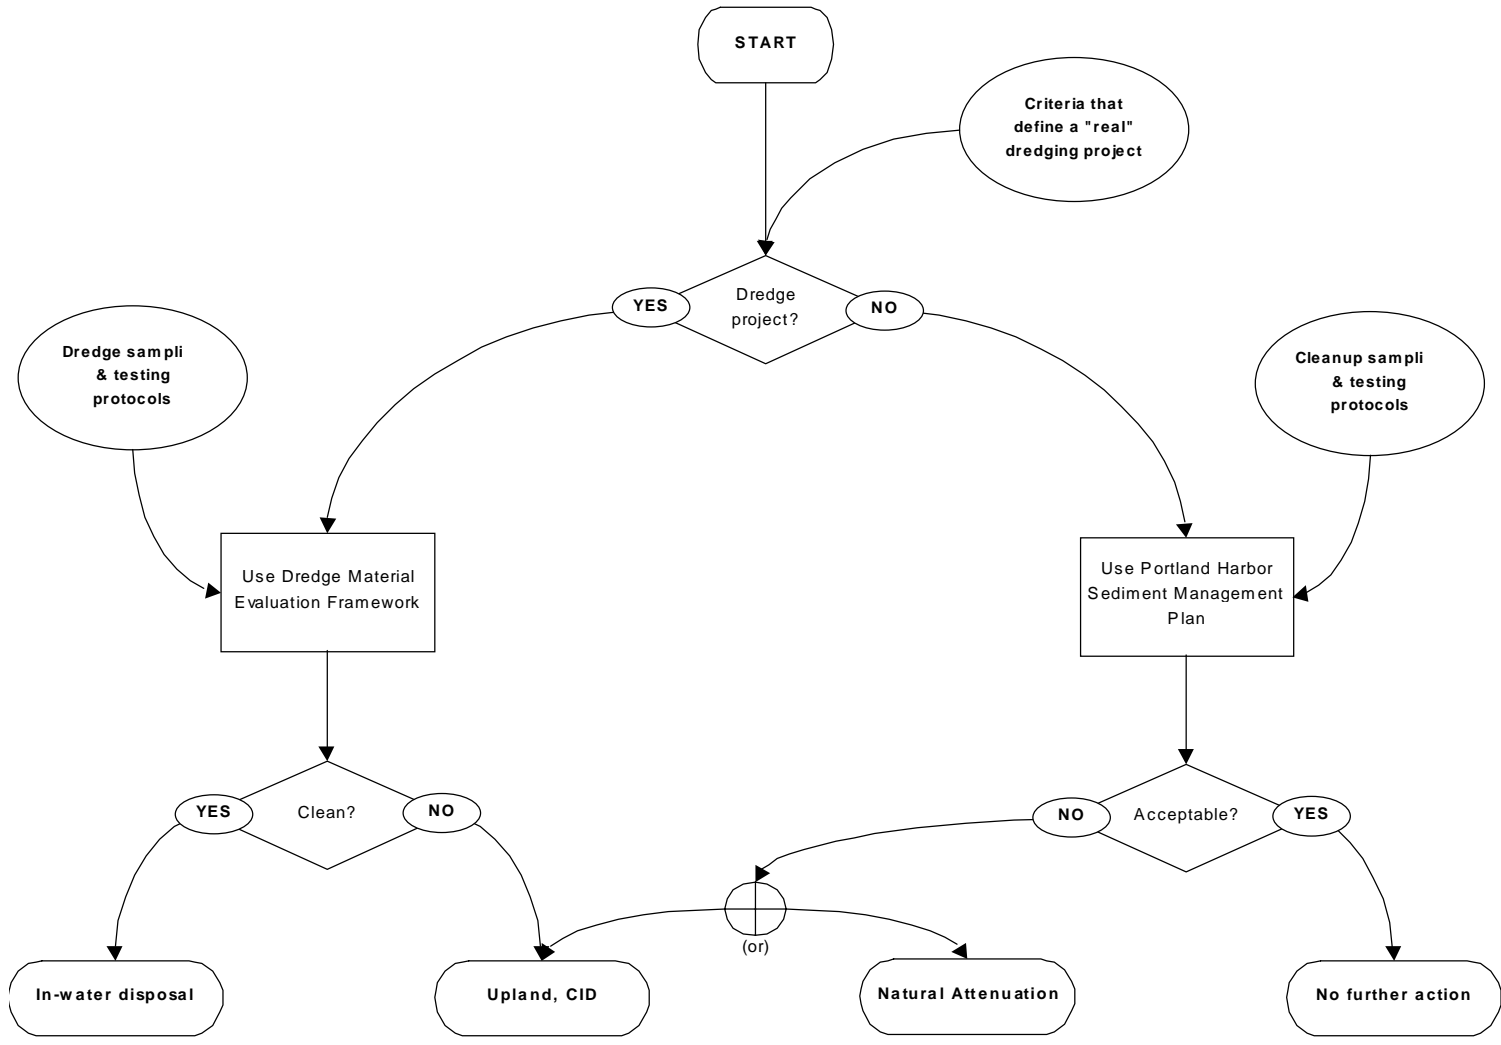 START
Criteria that
define a "real"
dredging project
YES
Dredge
project?
NO
Dredge sampli
& testing
protocols
Cleanup sampli
& testing
protocols
Use Dredge Material
Evaluation Framework
Use Portland Harbor
Sediment Management
Plan
YES
Clean?
NO
NO
Acceptable?
YES
(or)
In-water disposal
Upland, CID
Natural Attenuation
No further action